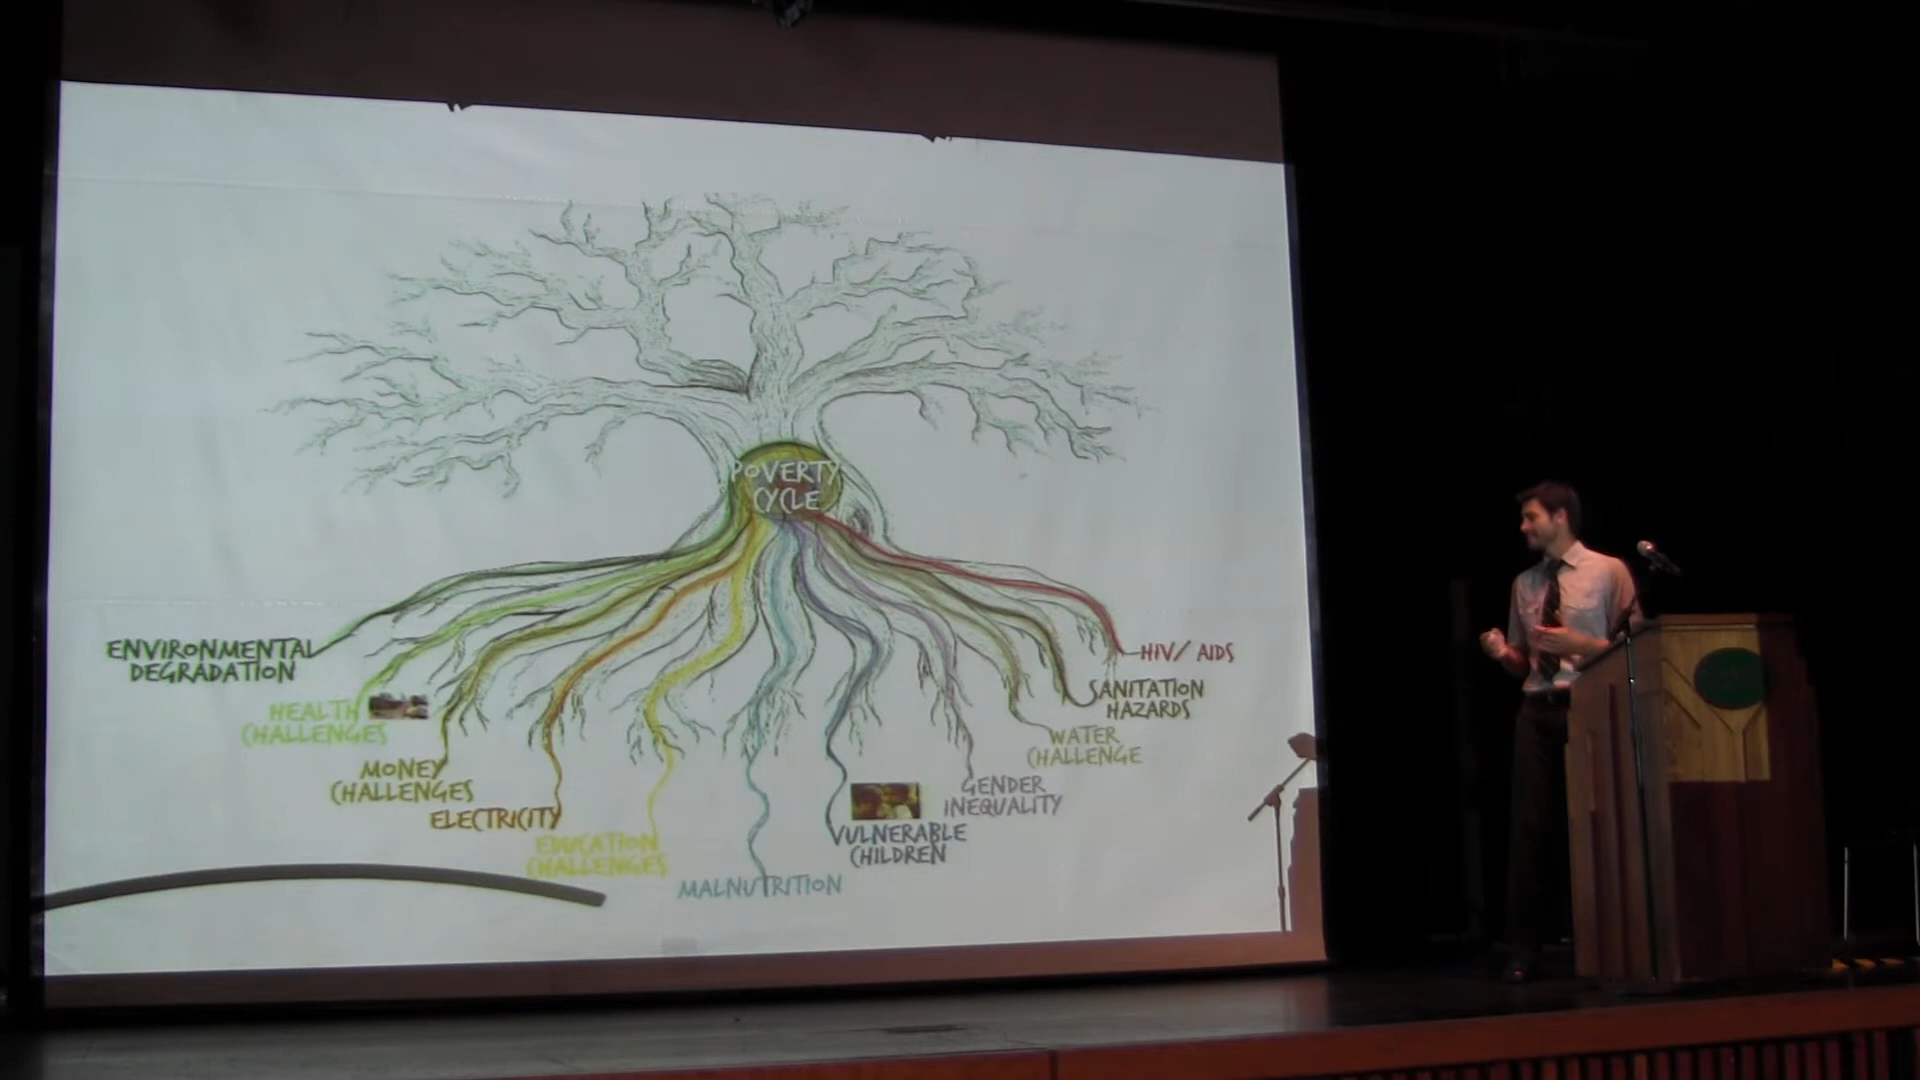 POVERTY
CYCLE
ENVIRONMENTAL
DEGRADATION
HEALTH
CHALLENGES
MONEY
CHALLENGES
ELECTRICITY
EDUCATION
CHALLENGES
MALNUTRITION
VULNERABLE
CHILDREN
GENDER
INEQUALITY
WATER
CHALLENGE
SANITATION
HAZARDS
HIV/ AIDS